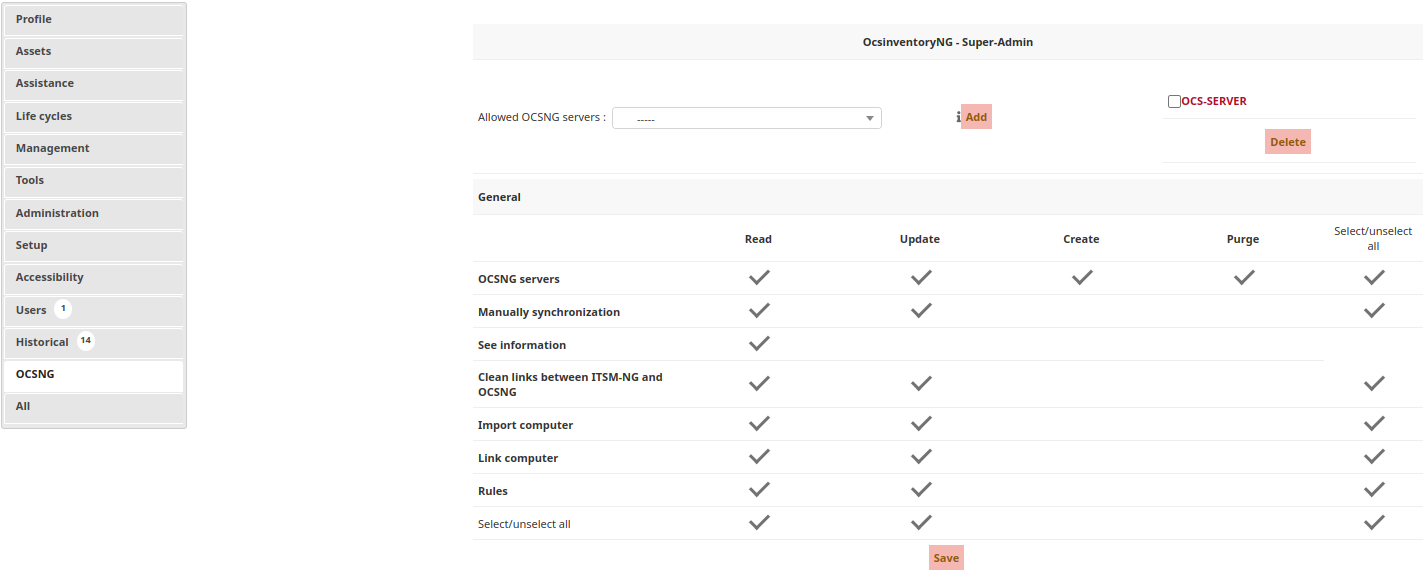 Profile
Assets
Assistance
Life cycles
Management
Tools
Administration
Setup
Accessibility
Users 1
Historical 14
OCSNG
All
OcsinventoryNG - Super-Admin
Allowed OCSNG servers : -----
i Add
OCS-SERVER
Delete
General
Read Update Create Purge Select/unselect
all
OCSNG servers
Manually synchronization
See information
Clean links between ITSM-NG and
OCSNG
Import computer
Link computer
Rules
Select/unselect all
Save